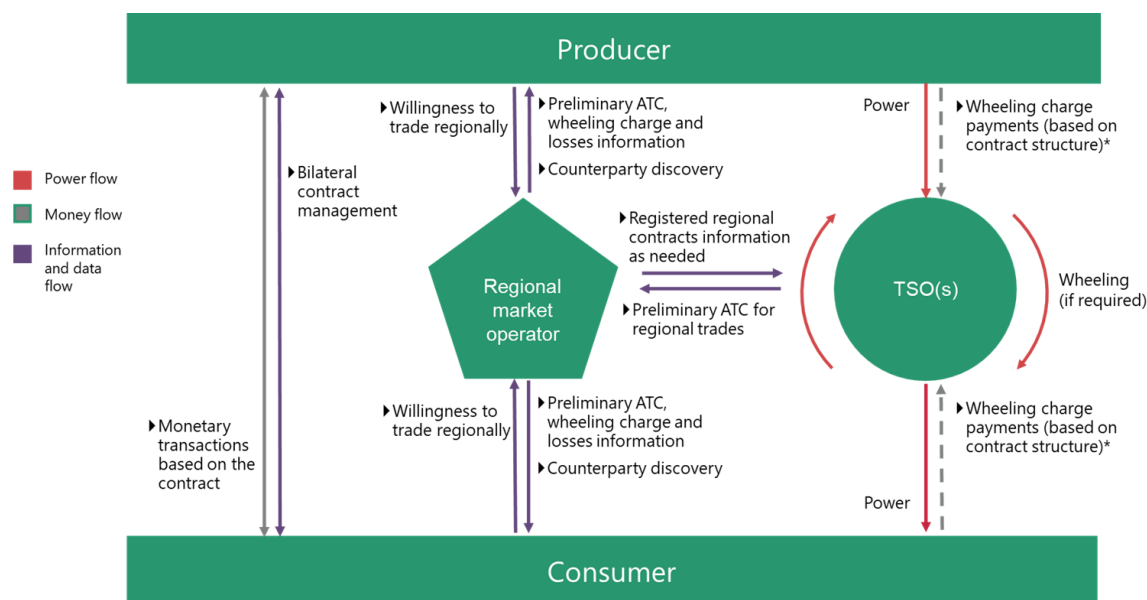 Producer
Willingness to
trade regionally
Preliminary ATC,
wheeling charge and
losses information
Counterparty discovery
Power
Wheeling charge
payments (based on
contract structure)*
Power flow
Money flow
Information
and data
flow
Bilateral
contract
management
Registered regional
contracts information
as needed
Regional
market
operator
Preliminary ATC for
regional trades
TSO(s)
Wheeling
(if required)
Monetary
transactions
based on the
contract
Willingness to
trade regionally
Preliminary ATC,
wheeling charge and
losses information
Counterparty discovery
Wheeling charge
payments (based on
contract structure)*
Power
Consumer